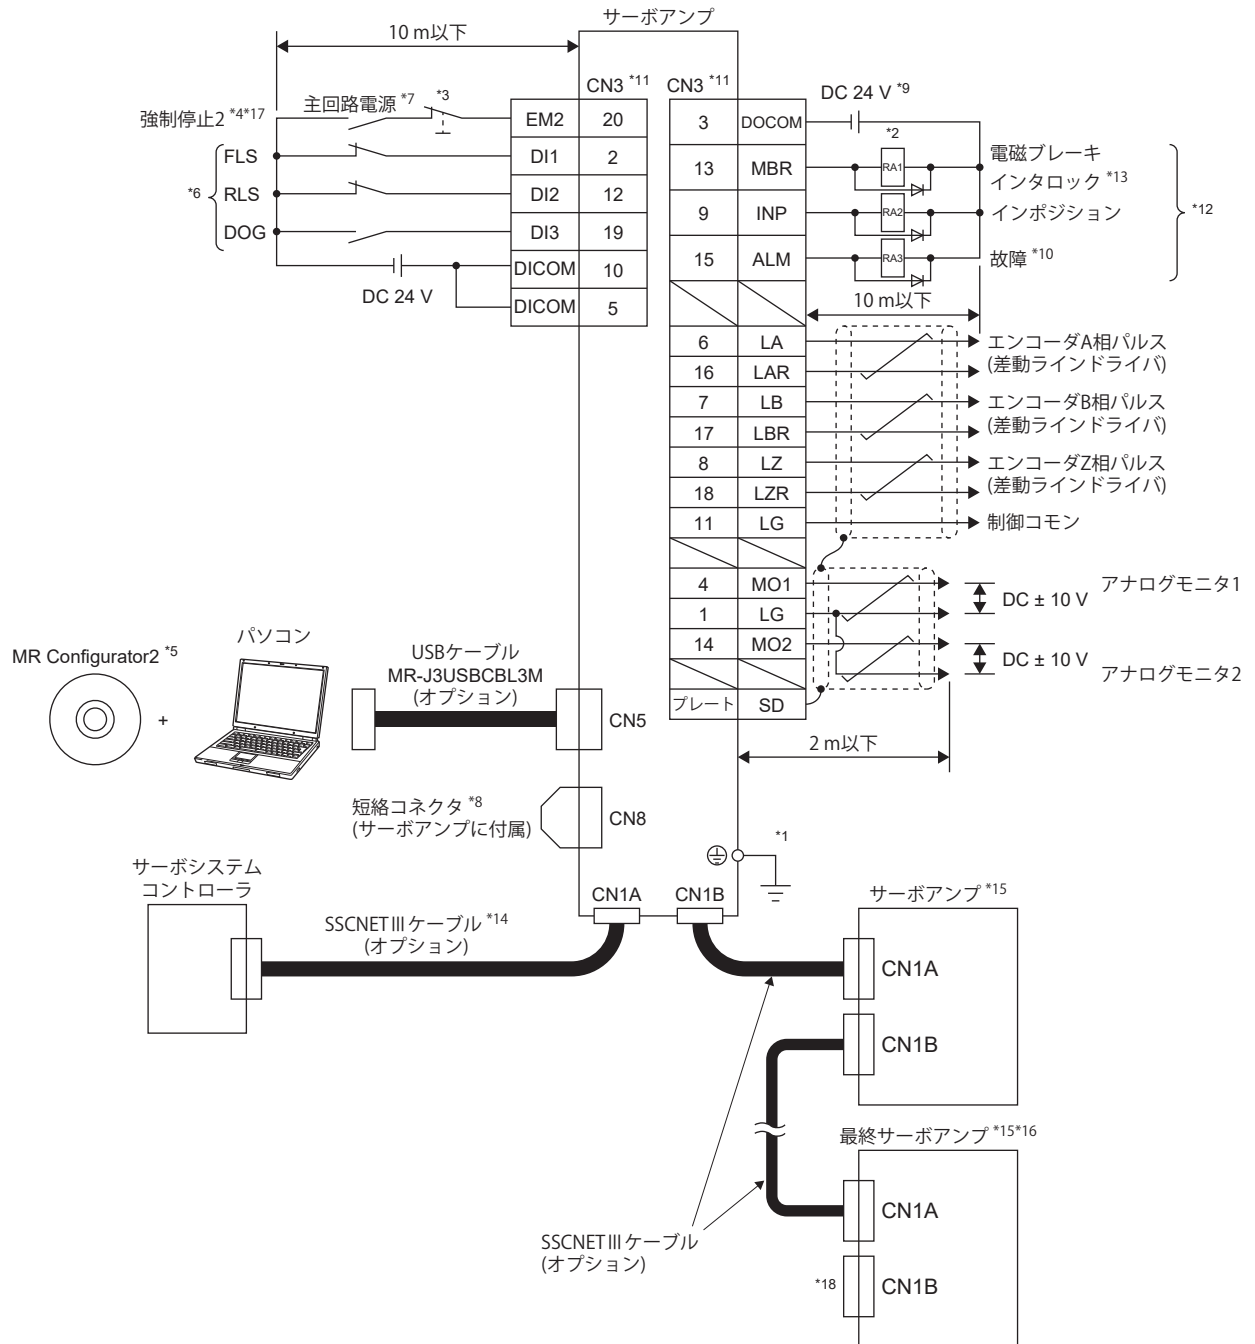 サーボアンプ
10 m以下
CN3 *11
CN3 *11
DC 24 V *9
強制停止2 *4*17
主回路電源 *7
*3
EM2 20
3 DOCOM
*2
FLS
DI1 2
13 MBR
RA1
電磁ブレーキ
インタロック *13
*6
RLS
DI2 12
9 INP
RA2
インポジション
*12
DOG
DI3 19
15 ALM
RA3
故障 *10
DICOM 10
DC 24 V
DICOM 5
10 m以下
6 LA
エンコーダA相パルス
(差動ラインドライバ)
16 LAR
7 LB
エンコーダB相パルス
(差動ラインドライバ)
17 LBR
8 LZ
エンコーダZ相パルス
(差動ラインドライバ)
18 LZR
11 LG
制御コモン
4 MO1
アナログモニタ1
DC ± 10 V
1 LG
14 MO2
DC ± 10 V
アナログモニタ2
プレート SD
2 m以下
MR Configurator2 *5
+
パソコン
USBケーブル
MR-J3USBCBL3M
(オプション)
CN5
短絡コネクタ *8
(サーボアンプに付属)
CN8
*1
サーボシステム
コントローラ
CN1A
CN1B
SSCNETⅢケーブル *14
(オプション)
サーボアンプ *15
CN1A
CN1B
最終サーボアンプ *15*16
CN1A
SSCNETⅢケーブル
(オプション)
*18
CN1B